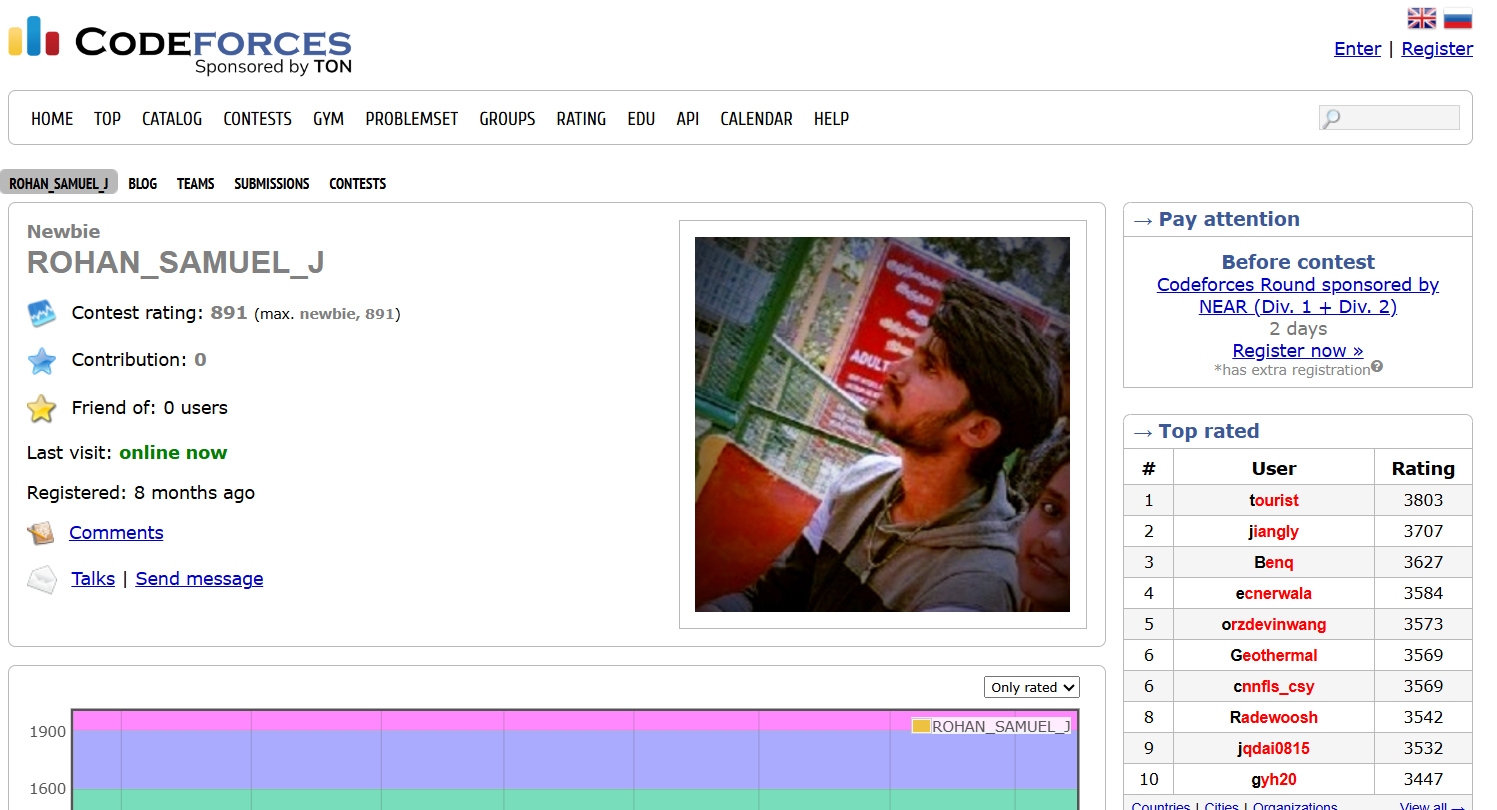 CODEFORCES
Sponsored by TON
Enter | Register
HOME TOP CATALOG CONTESTS GYM PROBLEMSET GROUPS RATING EDU API CALENDAR HELP
ROHAN_SAMUEL_J BLOG TEAMS SUBMISSIONS CONTESTS
Newbie
ROHAN_SAMUEL_J
Contest rating: 891 (max. newbie, 891)
Contribution: 0
Friend of: 0 users
Last visit: online now
Registered: 8 months ago
Comments
Talks | Send message
ADULT
Only rated
ROHAN_SAMUEL_J
1900
1600
→ Pay attention
Before contest
Codeforces Round sponsored by
NEAR (Div. 1 + Div. 2)
2 days
Register now »
*has extra registration?
→ Top rated
# User Rating
1 tourist 3803
2 jiangly 3707
3 Benq 3627
4 ecnerwala 3584
5 orzdevinwang 3573
6 Geothermal 3569
6 cnnfls_csy 3569
8 Radewoosh 3542
9 jqdai0815 3532
10 gyh20 3447
Countries | Cities | Organizations View all →